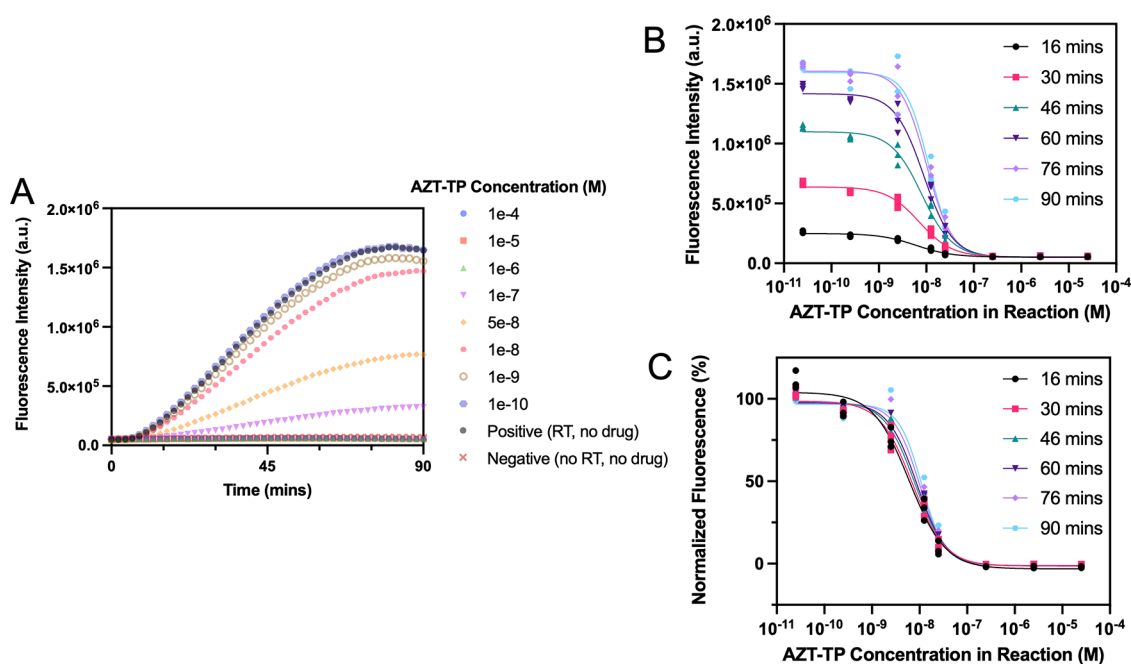 A
AZT-TP Concentration (M)
Fluorescence Intensity (a.u.)
2.0×10⁶
1.5×10⁶
1.0×10⁶
5.0×10⁵
0.0
0
45
90
Time (mins)
1e-4
1e-5
1e-6
1e-7
5e-8
1e-8
1e-9
1e-10
Positive (RT, no drug)
Negative (no RT, no drug)
B
Fluorescence Intensity (a.u.)
2.0×10⁶
1.5×10⁶
1.0×10⁶
5.0×10⁵
0.0
16 mins
30 mins
46 mins
60 mins
76 mins
90 mins
10⁻¹¹ 10⁻¹⁰ 10⁻⁹ 10⁻⁸ 10⁻⁷ 10⁻⁶ 10⁻⁵ 10⁻⁴
AZT-TP Concentration in Reaction (M)
C
Normalized Fluorescence (%)
100
50
0
16 mins
30 mins
46 mins
60 mins
76 mins
90 mins
10⁻¹¹ 10⁻¹⁰ 10⁻⁹ 10⁻⁸ 10⁻⁷ 10⁻⁶ 10⁻⁵ 10⁻⁴
AZT-TP Concentration in Reaction (M)